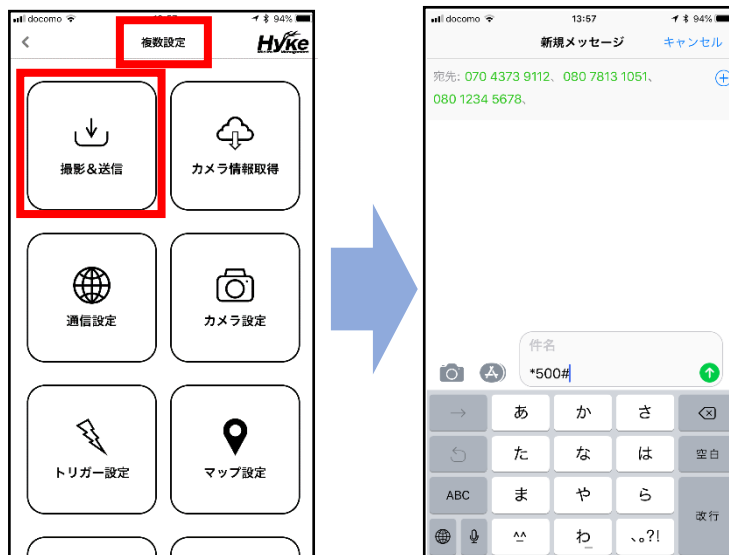 docomo
94%
複数設定
Hyke
撮影&送信
カメラ情報取得
通信設定
カメラ設定
トリガー設定
マップ設定
docomo
13:57
94%
新規メッセージ
キャンセル
宛先: 070 4373 9112、080 7813 1051、
080 1234 5678、
件名
*500#
→
あ
か
さ
た
な
は
空白
ABC
ま
や
ら
改行
^^
わ
、。?!